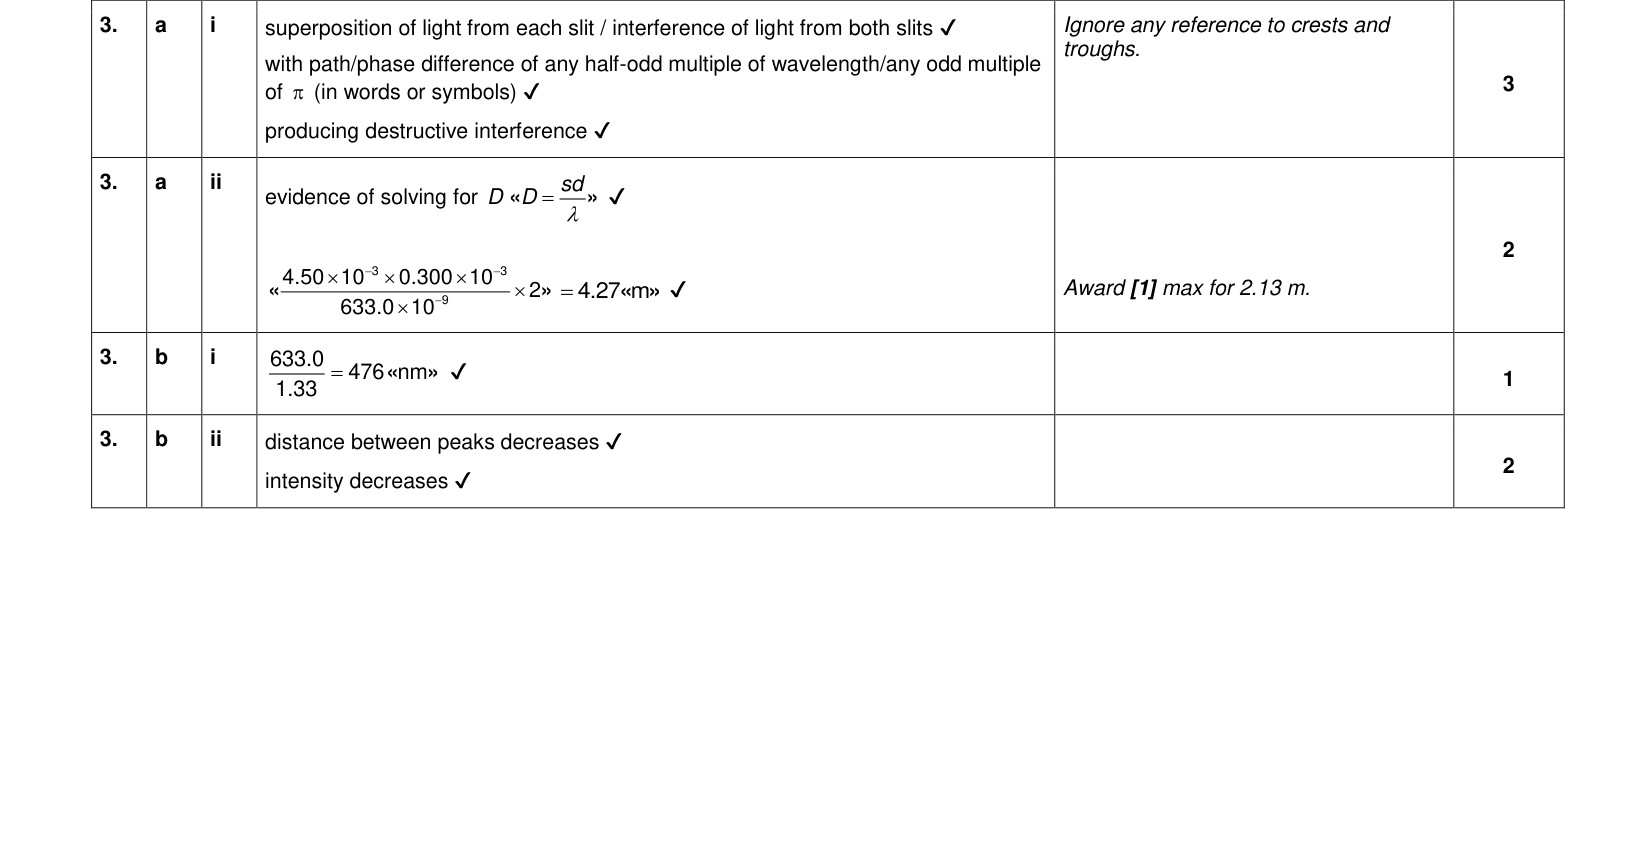 3. a i superposition of light from each slit / interference of light from both slits ✓ Ignore any reference to crests and
troughs.
with path/phase difference of any half-odd multiple of wavelength/any odd multiple
of π (in words or symbols) ✓
3
producing destructive interference ✓
3. a ii evidence of solving for D «D = sd/λ» ✓
2
«4.50×10⁻³×0.300×10⁻³/633.0×10⁻⁹ ×2» = 4.27«m» ✓ Award [1] max for 2.13 m.
3. b i 633.0/1.33 = 476«nm» ✓ 1
3. b ii distance between peaks decreases ✓
2
intensity decreases ✓